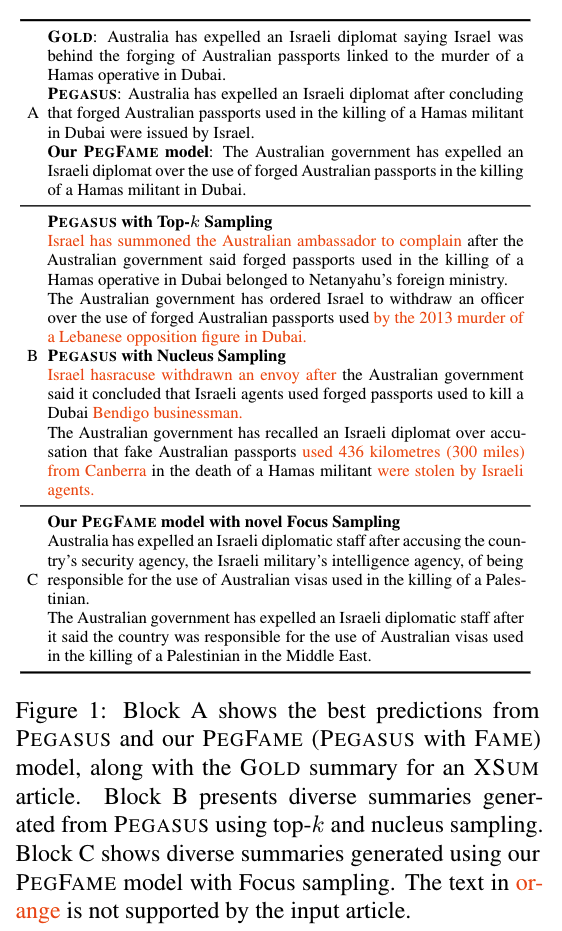 GOLD: Australia has expelled an Israeli diplomat saying Israel was
behind the forging of Australian passports linked to the murder of a
Hamas operative in Dubai.
PEGASUS: Australia has expelled an Israeli diplomat after concluding
A that forged Australian passports used in the killing of a Hamas militant
in Dubai were issued by Israel.
Our PEGFAME model: The Australian government has expelled an
Israeli diplomat over the use of forged Australian passports in the killing
of a Hamas militant in Dubai.
PEGASUS with Top-k Sampling
Israel has summoned the Australian ambassador to complain after the
Australian government said forged passports used in the killing of a
Hamas operative in Dubai belonged to Netanyahu's foreign ministry.
The Australian government has ordered Israel to withdraw an officer
over the use of forged Australian passports used by the 2013 murder of
a Lebanese opposition figure in Dubai.
B PEGASUS with Nucleus Sampling
Israel hasracuse withdrawn an envoy after the Australian government
said it concluded that Israeli agents used forged passports used to kill a
Dubai Bendigo businessman.
The Australian government has recalled an Israeli diplomat over accu-
sation that fake Australian passports used 436 kilometres (300 miles)
from Canberra in the death of a Hamas militant were stolen by Israeli
agents.
Our PEGFAME model with novel Focus Sampling
Australia has expelled an Israeli diplomatic staff after accusing the coun-
try's security agency, the Israeli military's intelligence agency, of being
C responsible for the use of Australian visas used in the killing of a Pales-
tinian.
The Australian government has expelled an Israeli diplomatic staff after
it said the country was responsible for the use of Australian visas used
in the killing of a Palestinian in the Middle East.
Figure 1: Block A shows the best predictions from
PEGASUS and our PEGFAME (PEGASUS with FAME)
model, along with the GOLD summary for an XSUM
article. Block B presents diverse summaries gener-
ated from PEGASUS using top-k and nucleus sampling.
Block C shows diverse summaries generated using our
PEGFAME model with Focus sampling. The text in or-
ange is not supported by the input article.